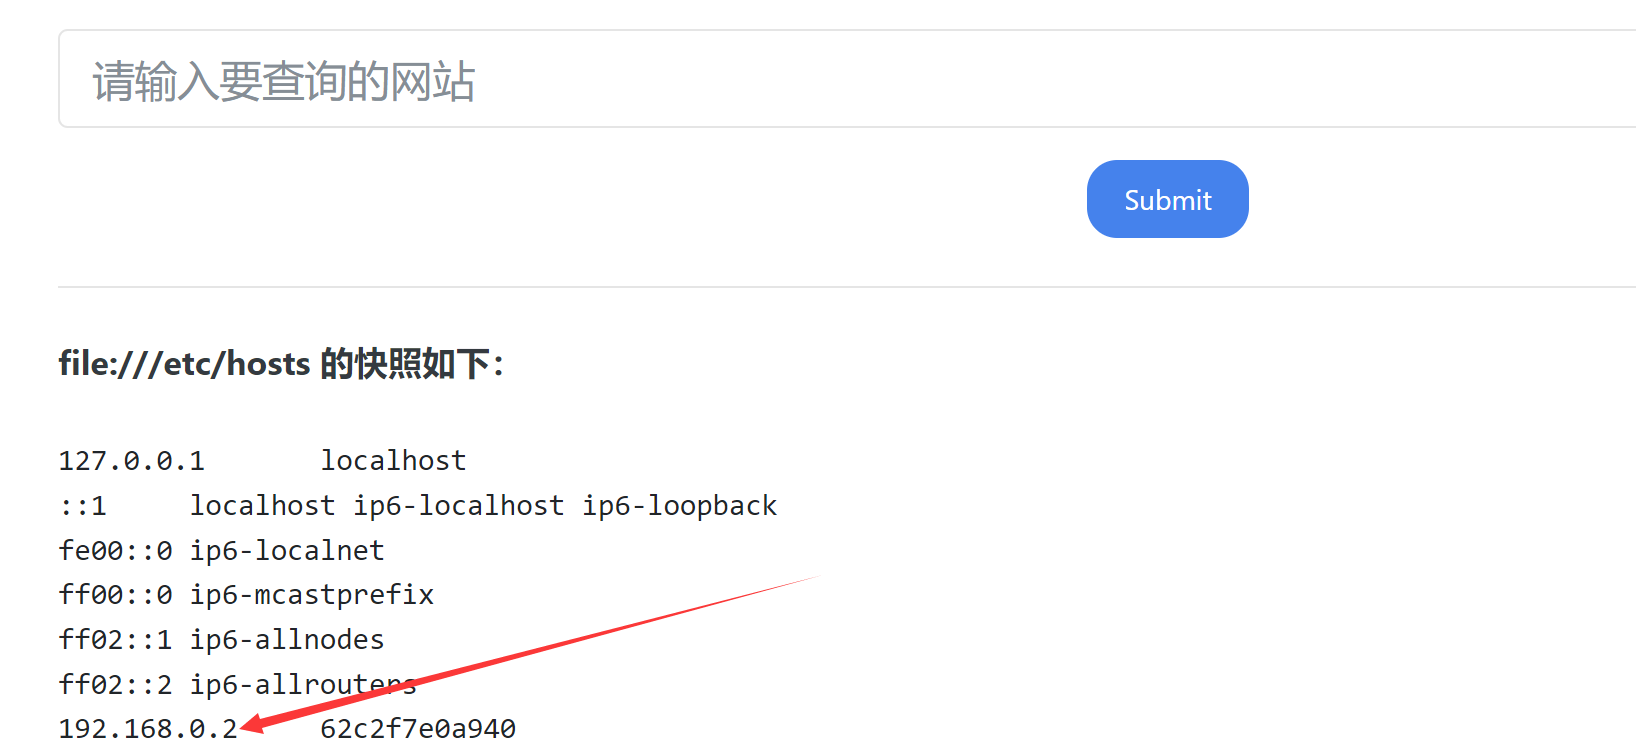 请输入要查询的网站
Submit
file:///etc/hosts 的快照如下：
127.0.0.1 localhost
::1 localhost ip6-localhost ip6-loopback
fe00::0 ip6-localnet
ff00::0 ip6-mcastprefix
ff02::1 ip6-allnodes
ff02::2 ip6-allrouters
192.168.0.2 62c2f7e0a940